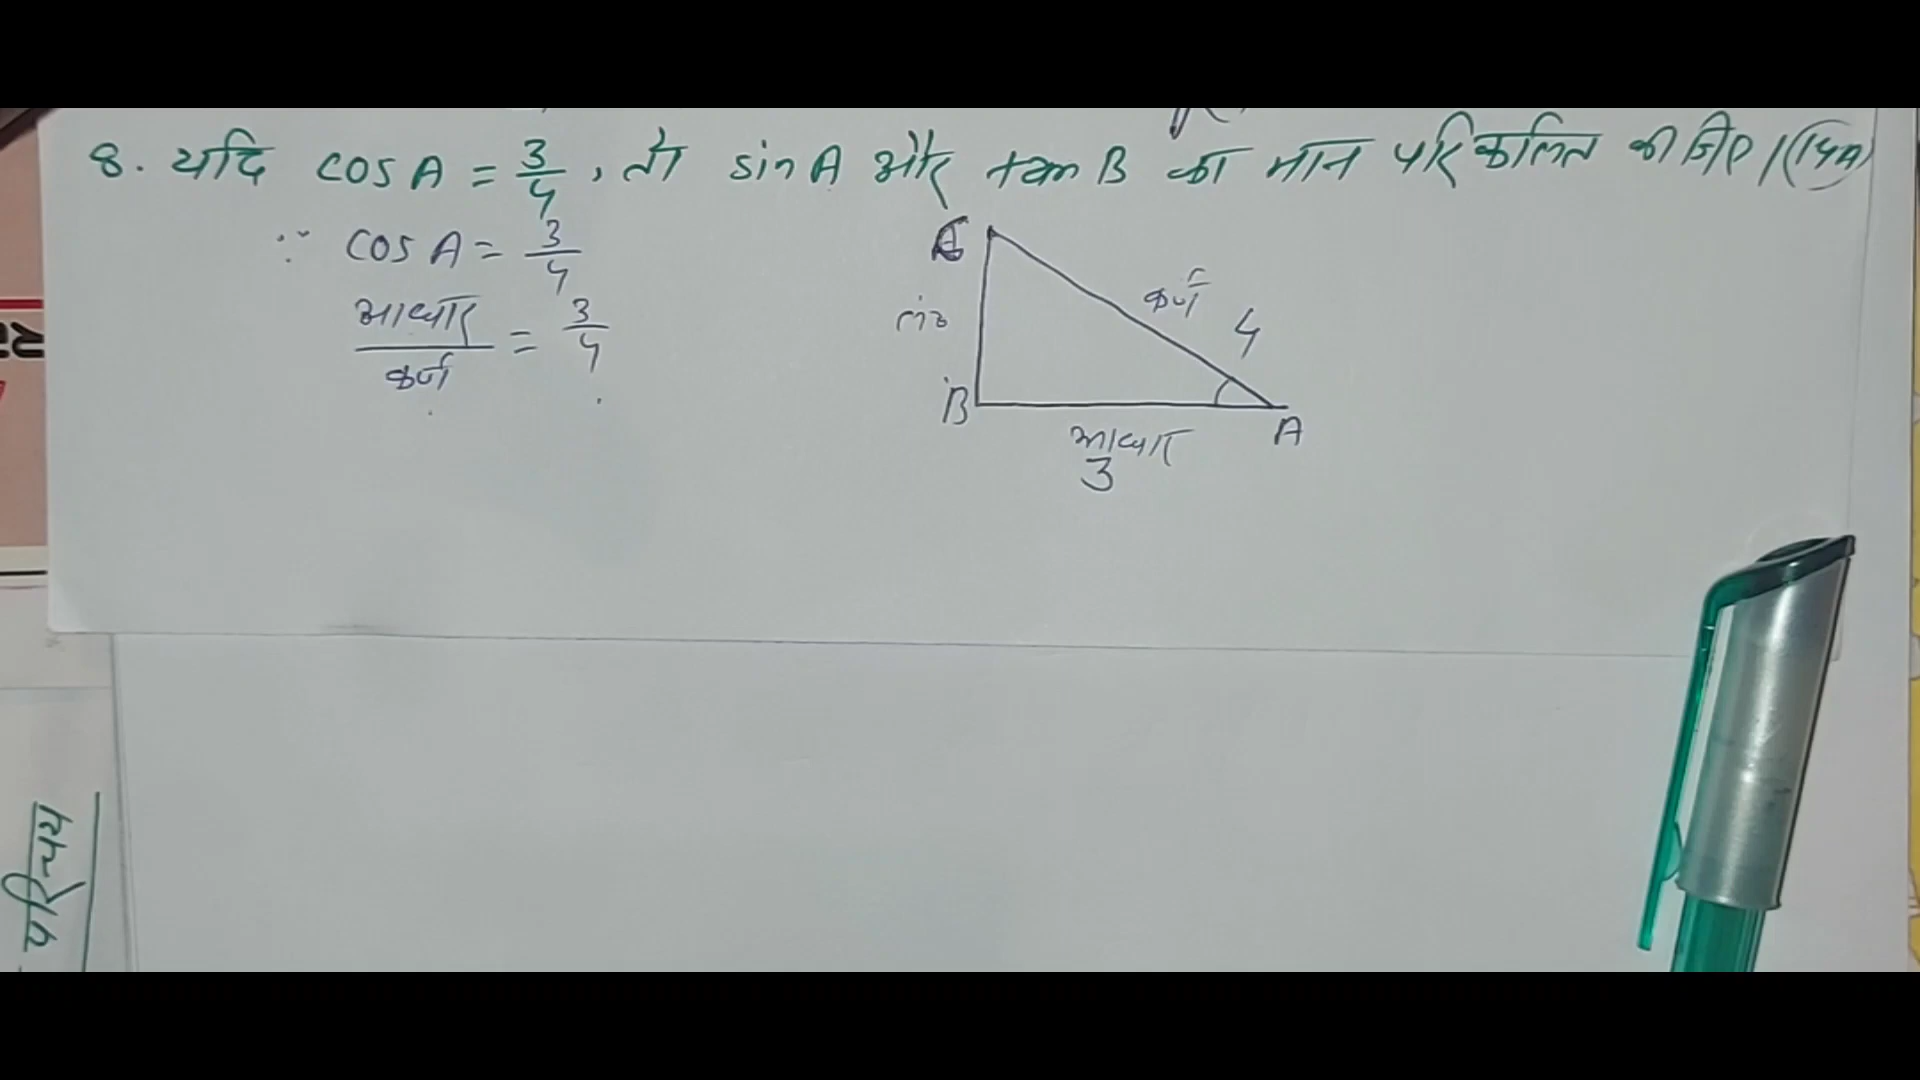 8. यदि cos A = 3/4, तो sin A और tan B का मान परिकलित कीजिए। (14A)
∵ cos A = 3/4
आधार/कर्ण = 3/4
C
कर्ण
लंब
4
B
A
आधार
3
परिचय